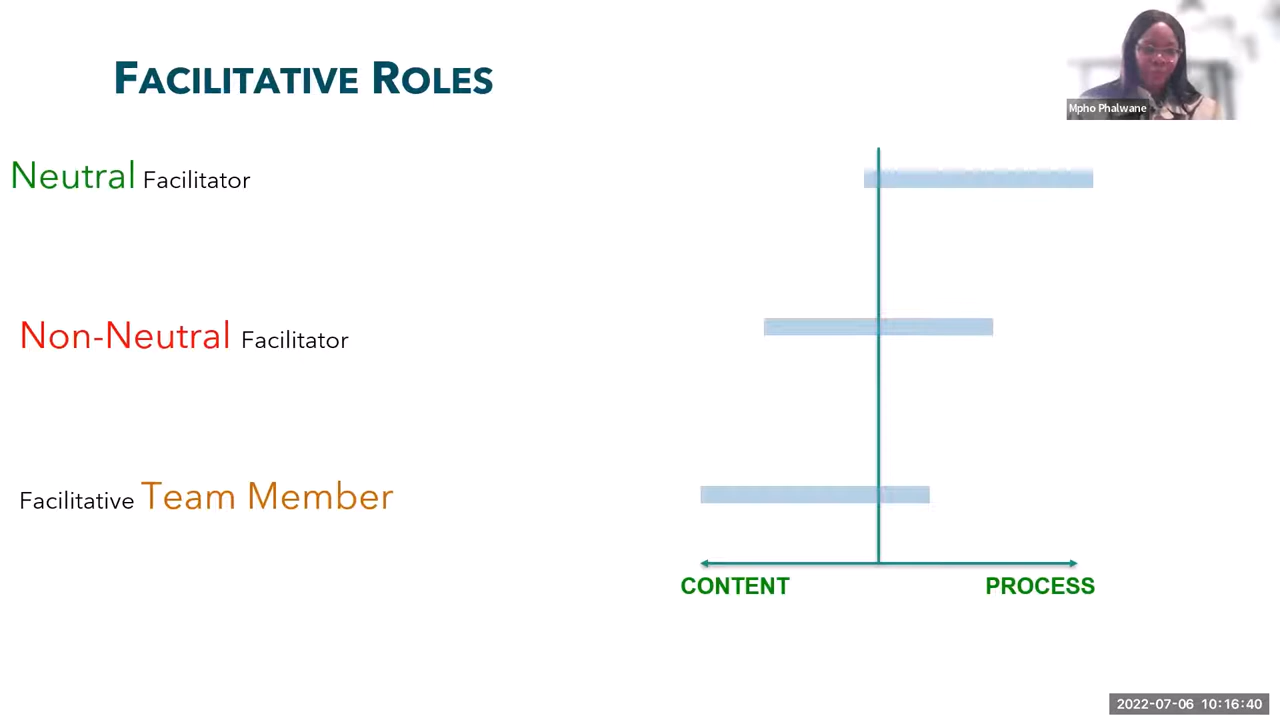 FACILITATIVE ROLES
Mpho Phalwane
Neutral Facilitator
Non-Neutral Facilitator
Facilitative Team Member
CONTENT PROCESS
2022-07-06 10:16:40